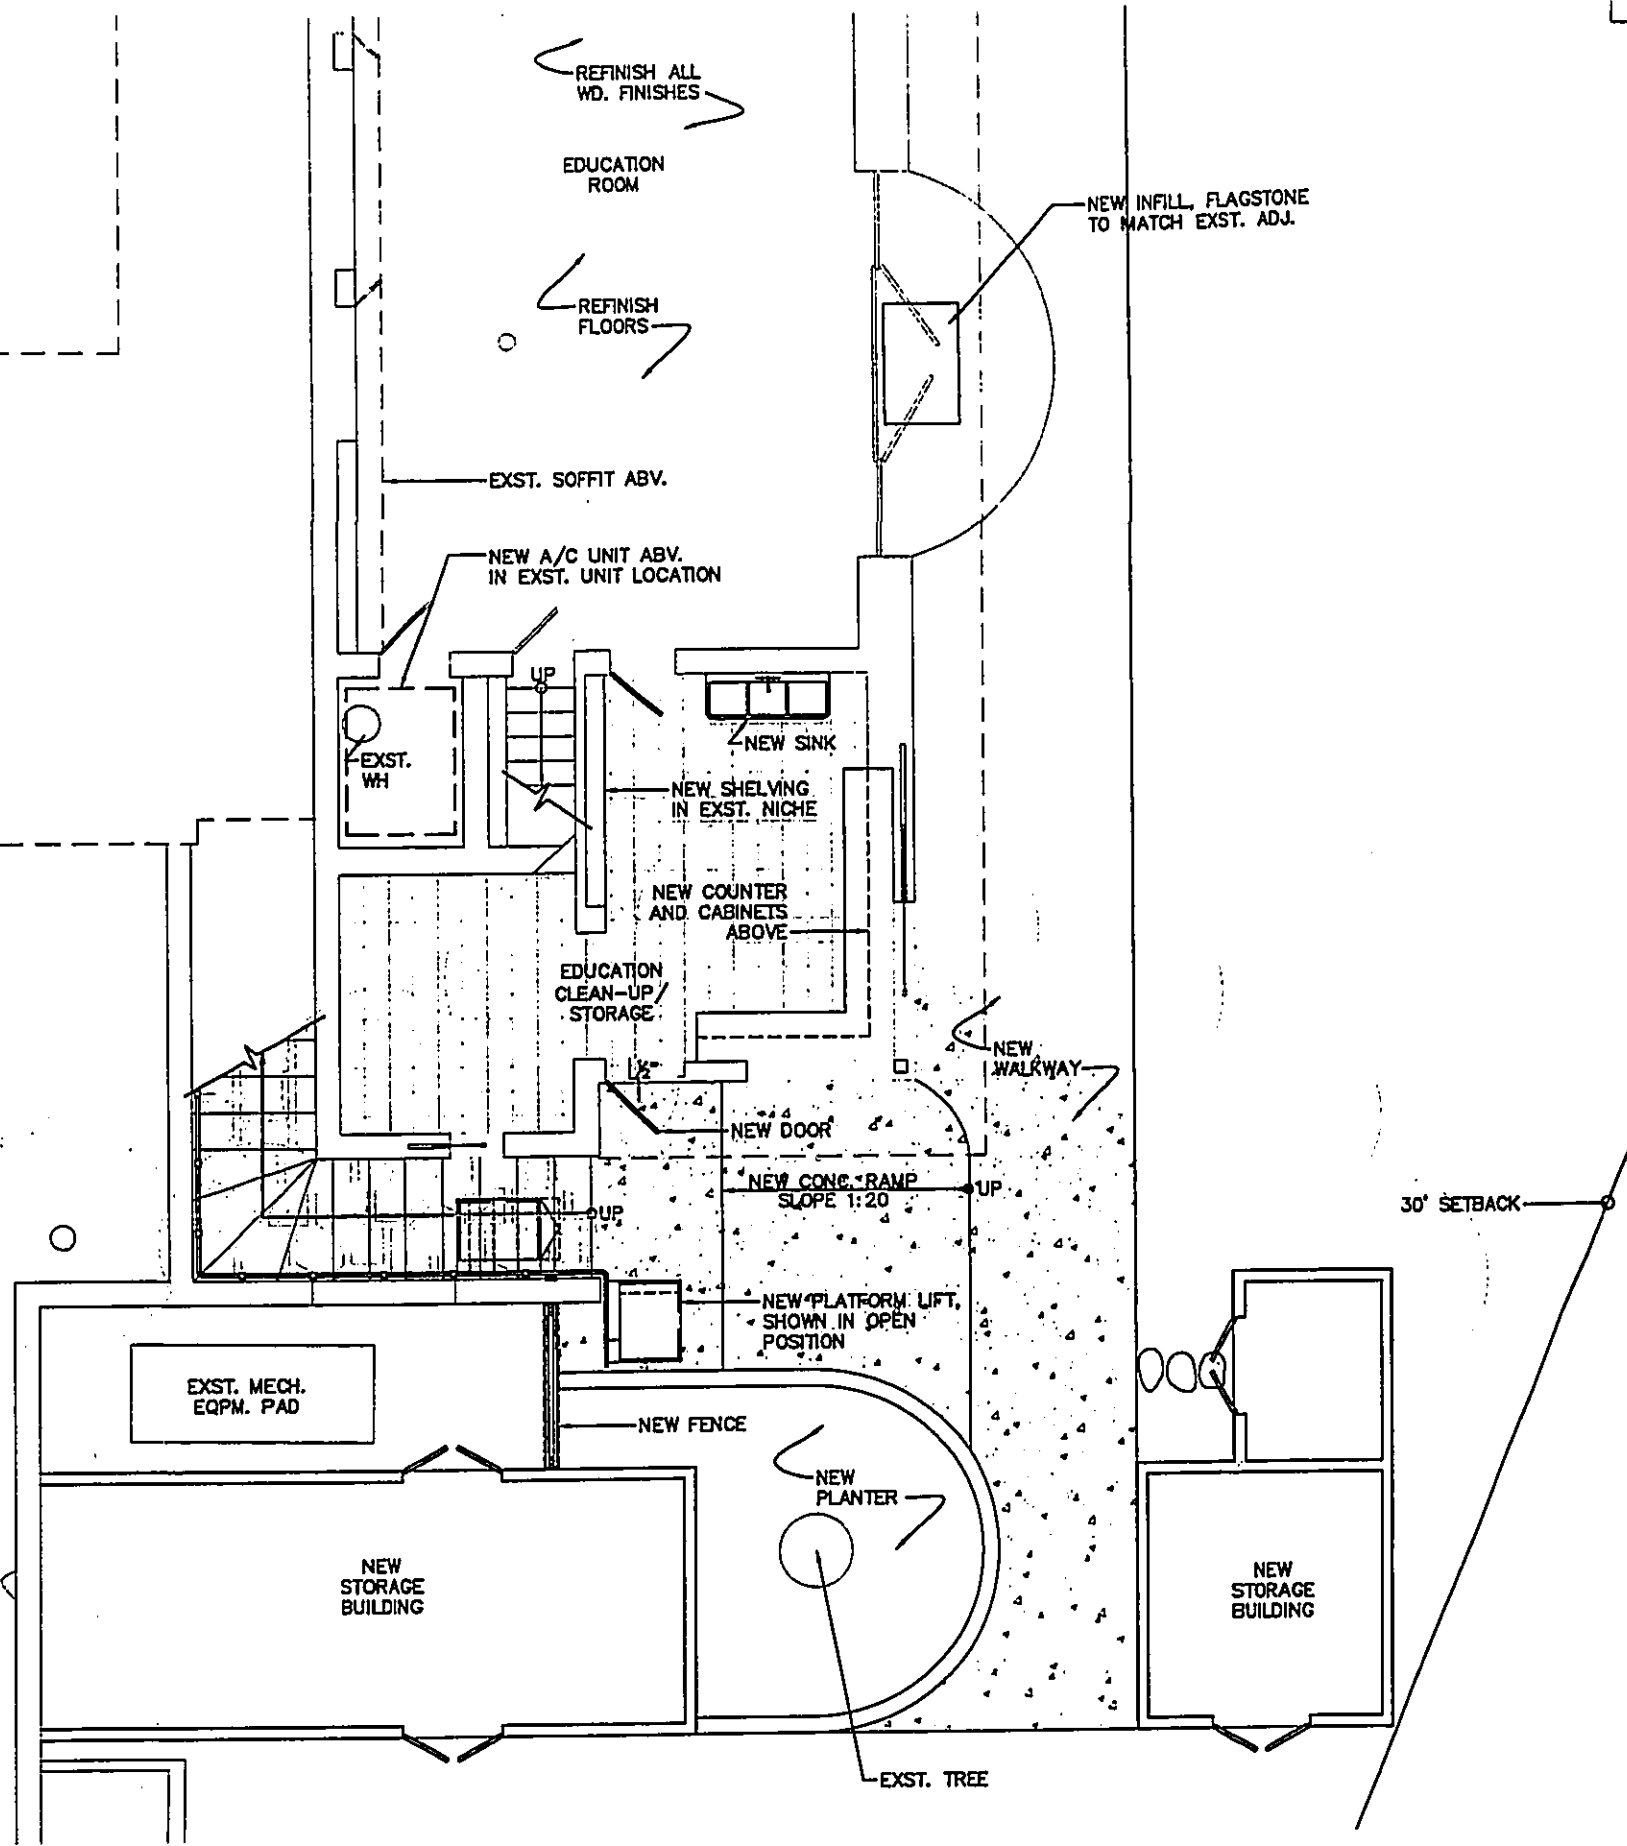 REFINISH ALL
WD. FINISHES
EDUCATION
ROOM
NEW INFILL, FLAGSTONE
TO MATCH EXST. ADJ.
REFINISH
FLOORS
EXST. SOFFIT ABV.
NEW A/C UNIT ABV.
IN EXST. UNIT LOCATION
UP
NEW SINK
EXST.
WH
NEW SHELVING
IN EXST. NICHE
NEW COUNTER
AND CABINETS
ABOVE
EDUCATION
CLEAN-UP/
STORAGE
NEW
WALKWAY
½"
NEW DOOR
NEW CONC. RAMP
SLOPE 1:20
UP
UP
30' SETBACK
NEW PLATFORM LIFT,
SHOWN IN OPEN
POSITION
EXST. MECH.
EQPM. PAD
NEW FENCE
NEW
PLANTER
NEW
STORAGE
BUILDING
NEW
STORAGE
BUILDING
EXST. TREE